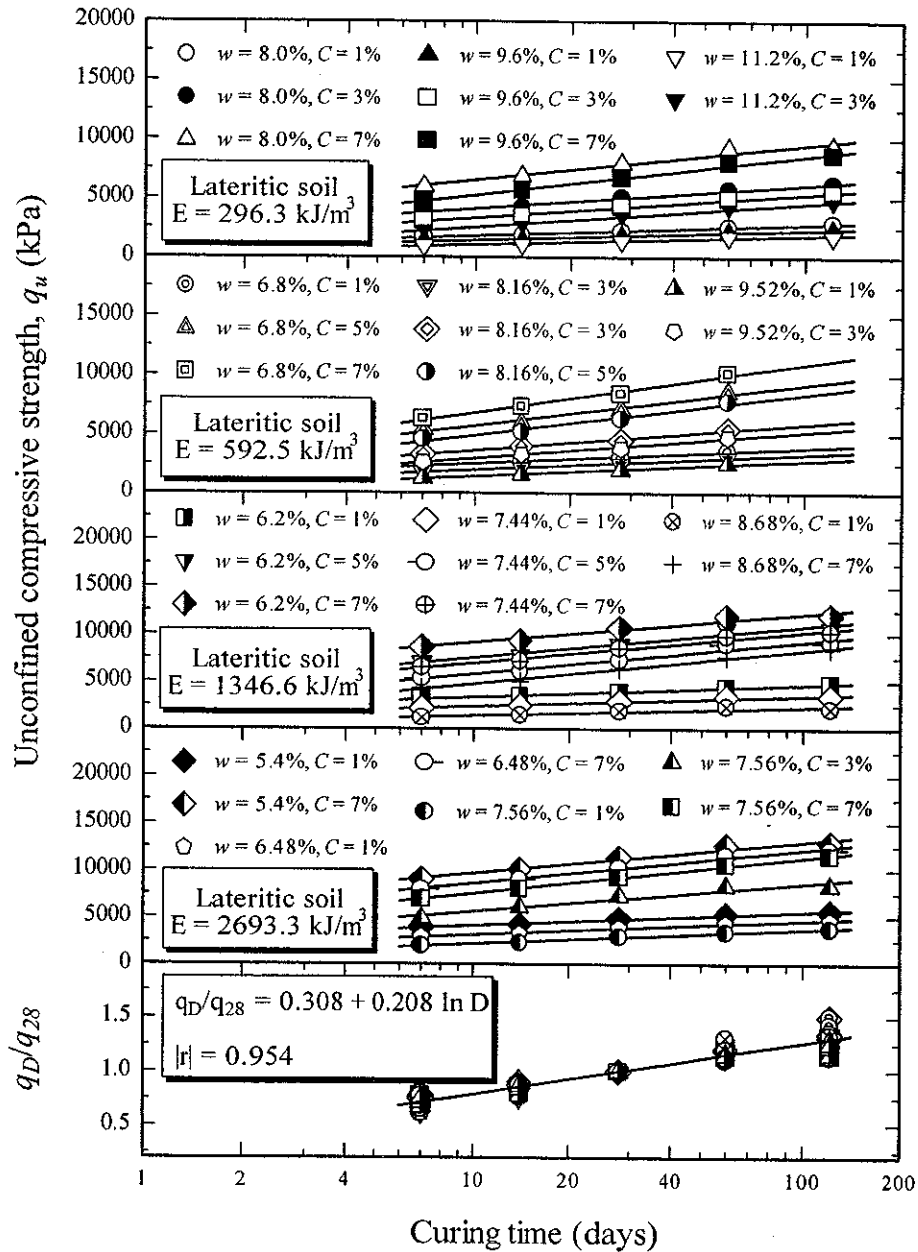 Unconfined compressive strength, q_u (kPa)
20000
15000
10000
5000
0
w = 8.0%, C = 1%
w = 9.6%, C = 1%
w = 11.2%, C = 1%
w = 8.0%, C = 3%
w = 9.6%, C = 3%
w = 11.2%, C = 3%
w = 8.0%, C = 7%
w = 9.6%, C = 7%
Lateritic soil
E = 296.3 kJ/m³
15000
10000
5000
0
w = 6.8%, C = 1%
w = 8.16%, C = 3%
w = 9.52%, C = 1%
w = 6.8%, C = 5%
w = 8.16%, C = 3%
w = 9.52%, C = 3%
w = 6.8%, C = 7%
w = 8.16%, C = 5%
Lateritic soil
E = 592.5 kJ/m³
20000
15000
10000
5000
0
w = 6.2%, C = 1%
w = 7.44%, C = 1%
w = 8.68%, C = 1%
w = 6.2%, C = 5%
w = 7.44%, C = 5%
w = 8.68%, C = 7%
w = 6.2%, C = 7%
w = 7.44%, C = 7%
Lateritic soil
E = 1346.6 kJ/m³
20000
15000
10000
5000
0
w = 5.4%, C = 1%
w = 6.48%, C = 7%
w = 7.56%, C = 3%
w = 5.4%, C = 7%
w = 7.56%, C = 1%
w = 7.56%, C = 7%
w = 6.48%, C = 1%
Lateritic soil
E = 2693.3 kJ/m³
q_D/q_28
1.5
1.0
0.5
q_D/q_28 = 0.308 + 0.208 ln D
|r| = 0.954
1 2 4 6 10 20 40 60 100 200
Curing time (days)